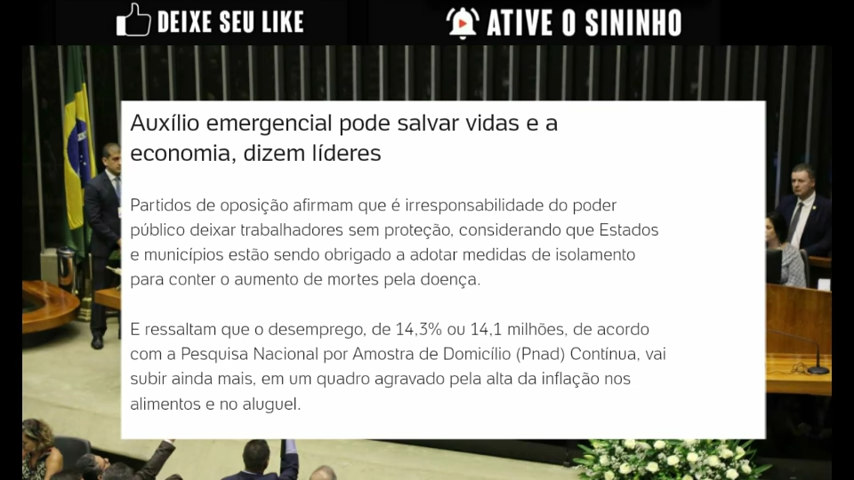 DEIXE SEU LIKE
ATIVE O SININHO
Auxílio emergencial pode salvar vidas e a
economia, dizem líderes
Partidos de oposição afirmam que é irresponsabilidade do poder
público deixar trabalhadores sem proteção, considerando que Estados
e municípios estão sendo obrigado a adotar medidas de isolamento
para conter o aumento de mortes pela doença.
E ressaltam que o desemprego, de 14,3% ou 14,1 milhões, de acordo
com a Pesquisa Nacional por Amostra de Domicílio (Pnad) Contínua, vai
subir ainda mais, em um quadro agravado pela alta da inflação nos
alimentos e no aluguel.